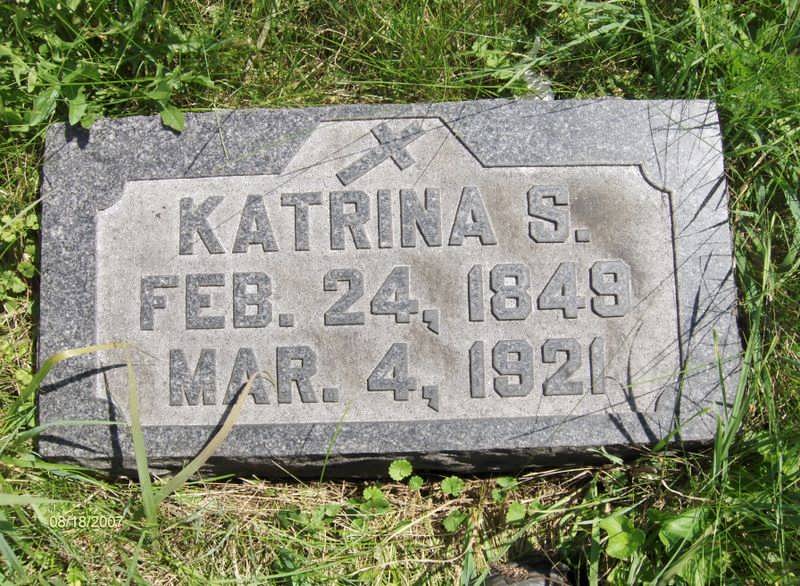 KATRINA S.
FEB. 24, 1849
MAR. 4, 1921
08/18/2007